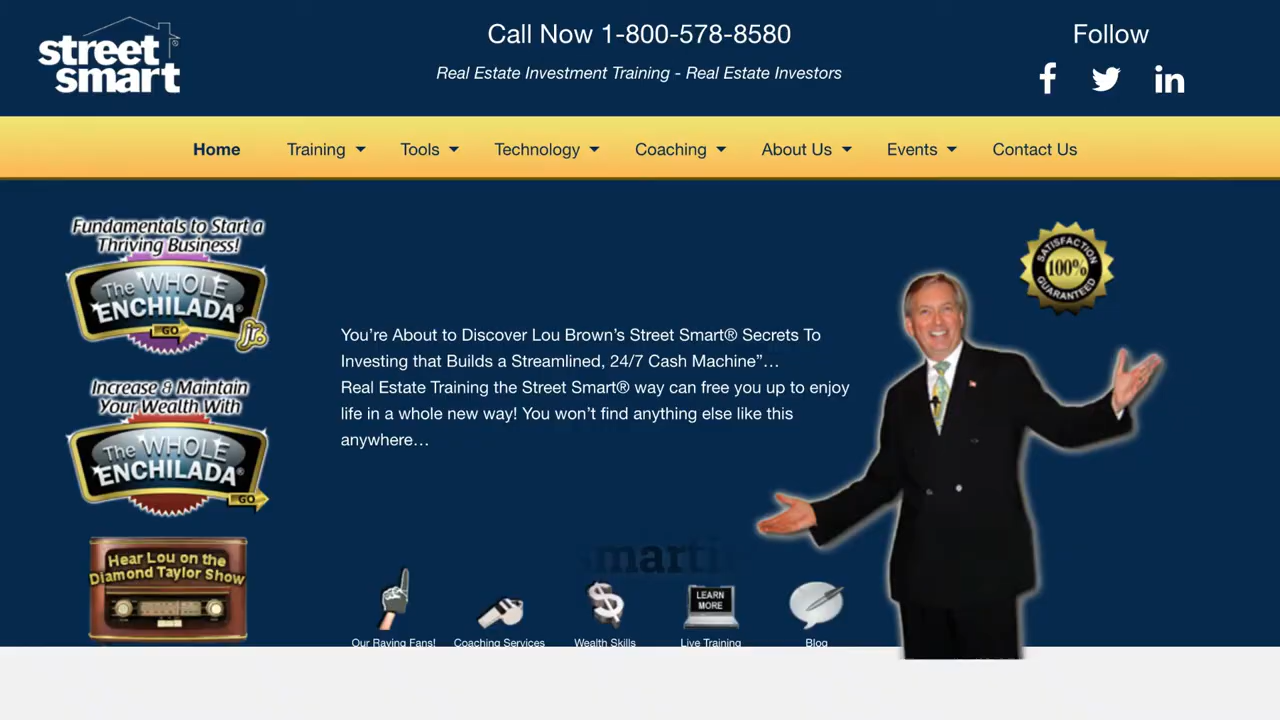 street
smart
Call Now 1-800-578-8580
Real Estate Investment Training - Real Estate Investors
Follow
Home
Training
Tools
Technology
Coaching
About Us
Events
Contact Us
Fundamentals to Start a
Thriving Business!
The WHOLE
ENCHILADA®
GO
jr.
Increase & Maintain
Your Wealth With
The WHOLE
ENCHILADA®
GO
Hear Lou on the
Diamond Taylor Show
You’re About to Discover Lou Brown’s Street Smart® Secrets To
Investing that Builds a Streamlined, 24/7 Cash Machine”…
Real Estate Training the Street Smart® way can free you up to enjoy
life in a whole new way! You won’t find anything else like this
anywhere…
SATISFACTION
100%
GUARANTEED
LEARN
MORE
Our Raving Fans!
Coaching Services
Wealth Skills
Live Training
Blog